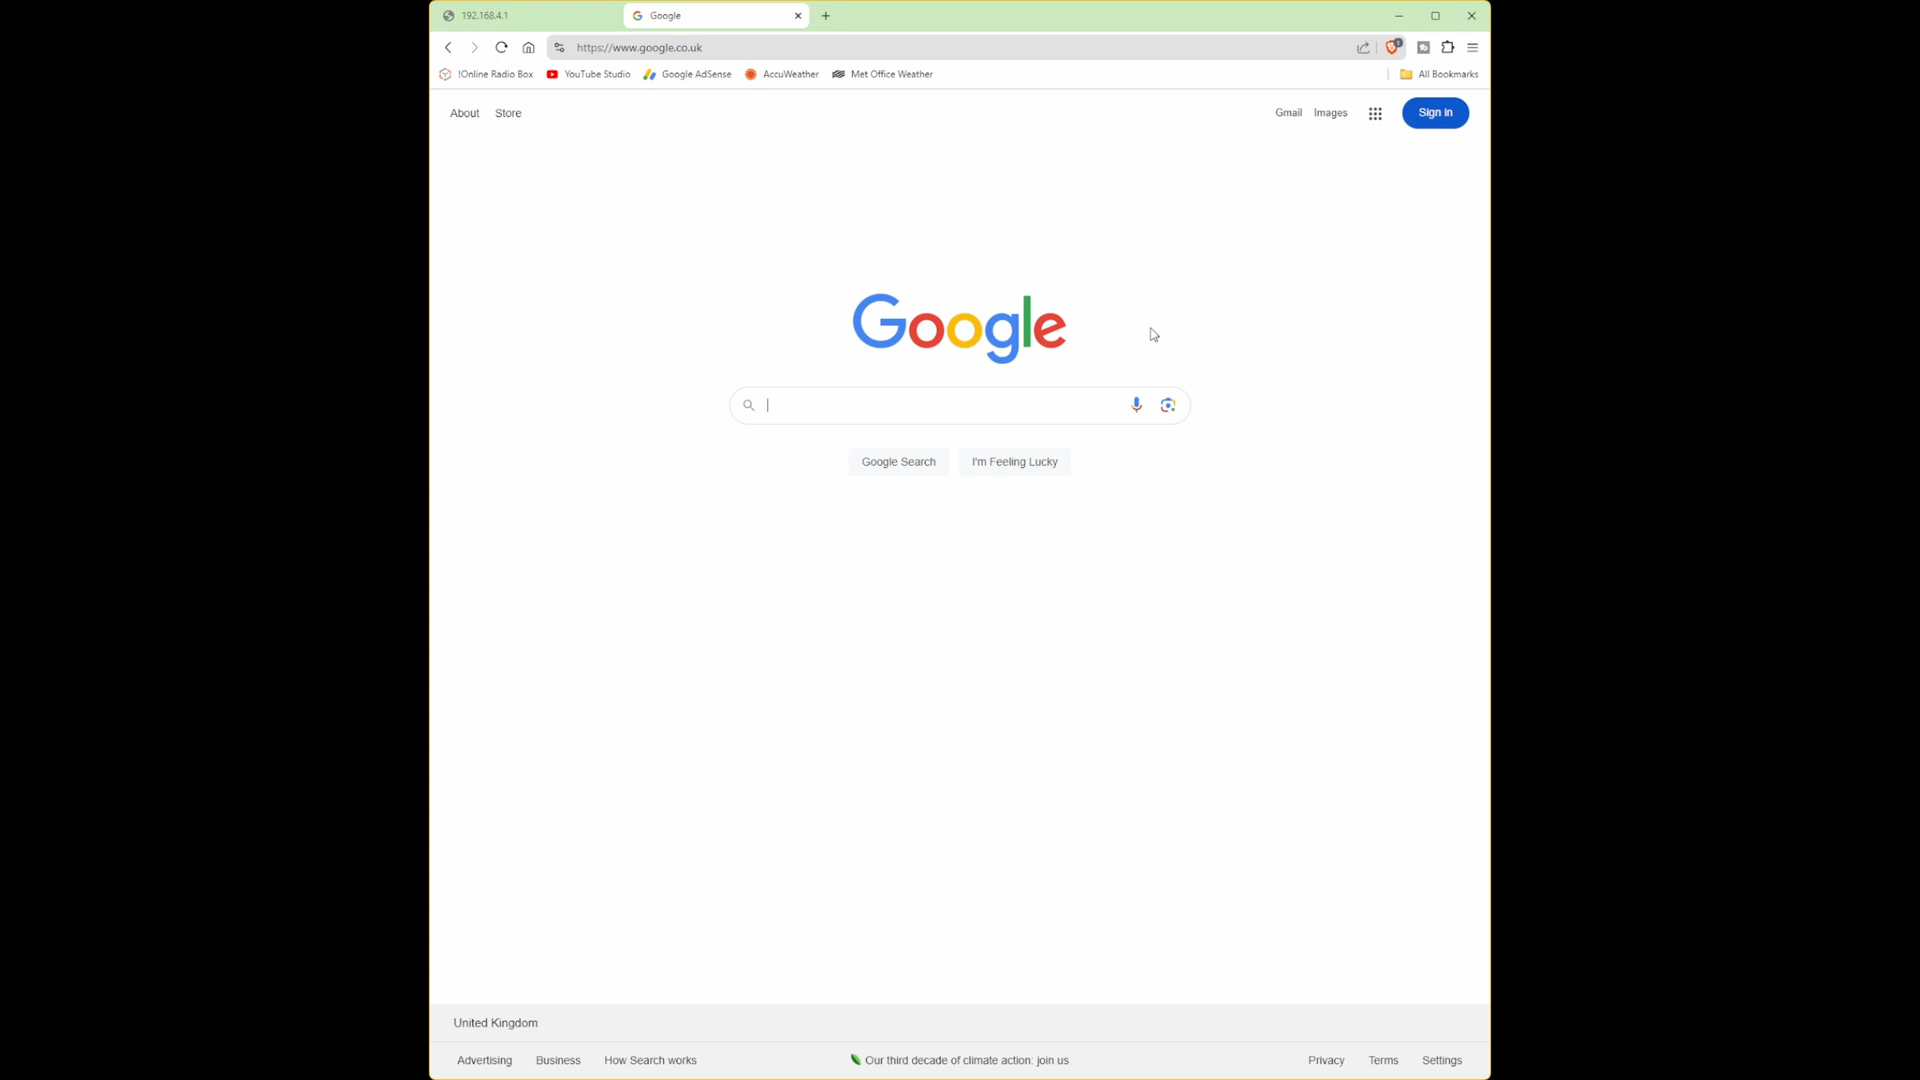 192.168.4.1
Google
https://www.google.co.uk
!Online Radio Box
YouTube Studio
Google AdSense
AccuWeather
Met Office Weather
All Bookmarks
About
Store
Gmail
Images
Sign in
Google
Google Search
I'm Feeling Lucky
United Kingdom
Advertising
Business
How Search works
Our third decade of climate action: join us
Privacy
Terms
Settings